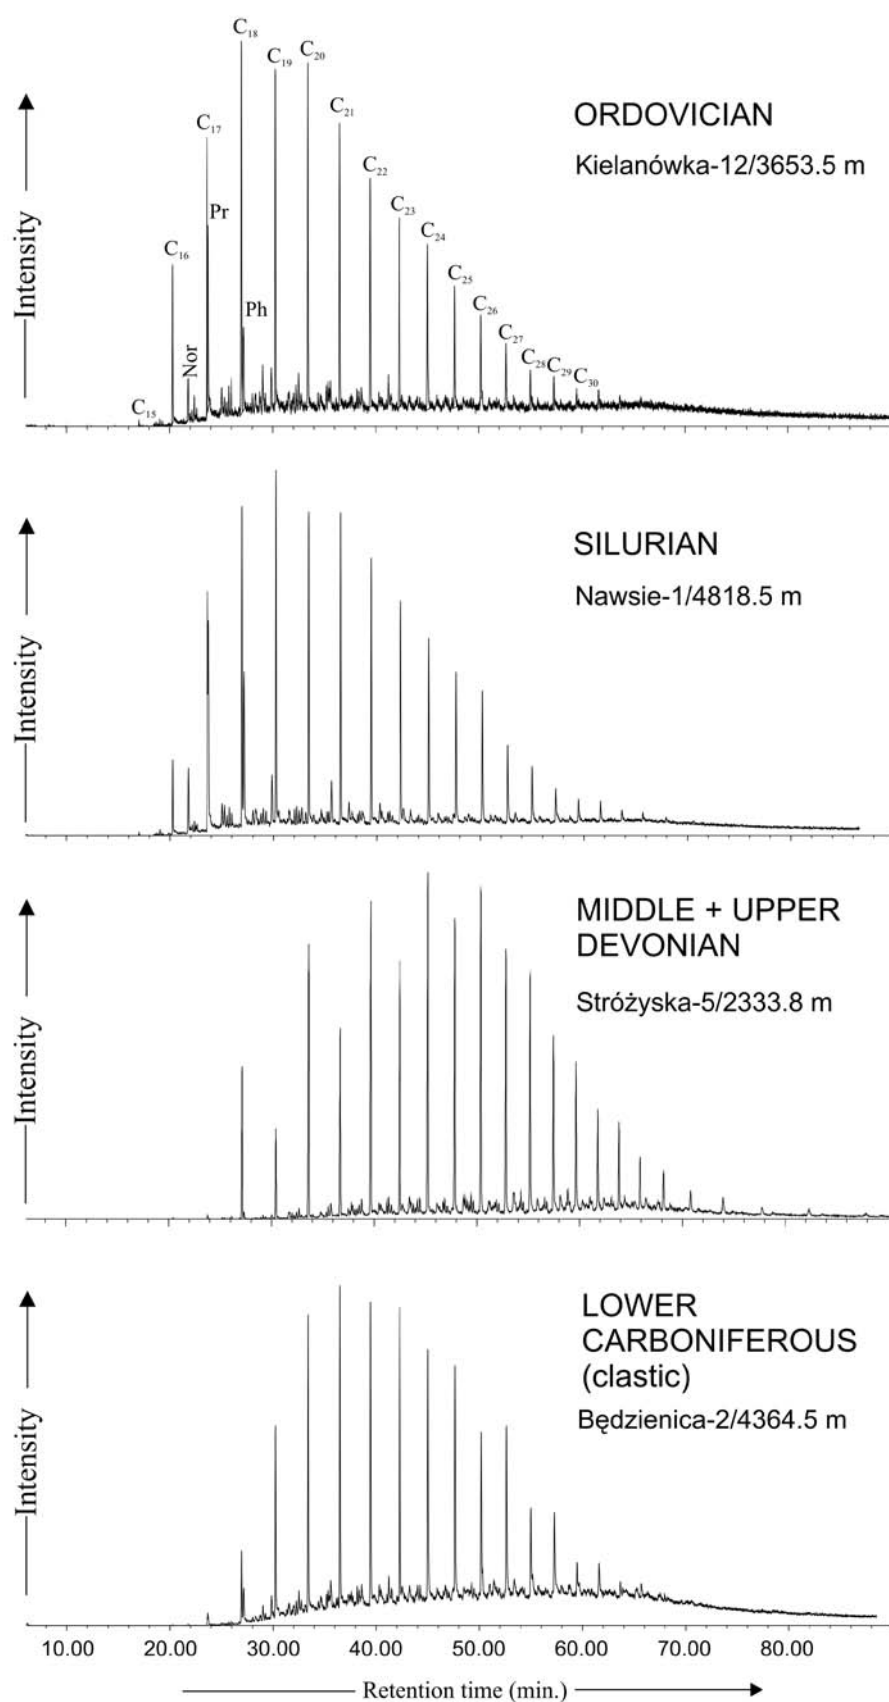 ORDOVICIAN
Kielanówka-12/3653.5 m
Intensity
C₁₅
C₁₆
Nor
C₁₇
Pr
C₁₈
Ph
C₁₉
C₂₀
C₂₁
C₂₂
C₂₃
C₂₄
C₂₅
C₂₆
C₂₇
C₂₈
C₂₉
C₃₀
SILURIAN
Nawsie-1/4818.5 m
Intensity
MIDDLE + UPPER
DEVONIAN
Stróżyska-5/2333.8 m
Intensity
LOWER
CARBONIFEROUS
(clastic)
Będzienica-2/4364.5 m
Intensity
10.00 20.00 30.00 40.00 50.00 60.00 70.00 80.00
Retention time (min.)